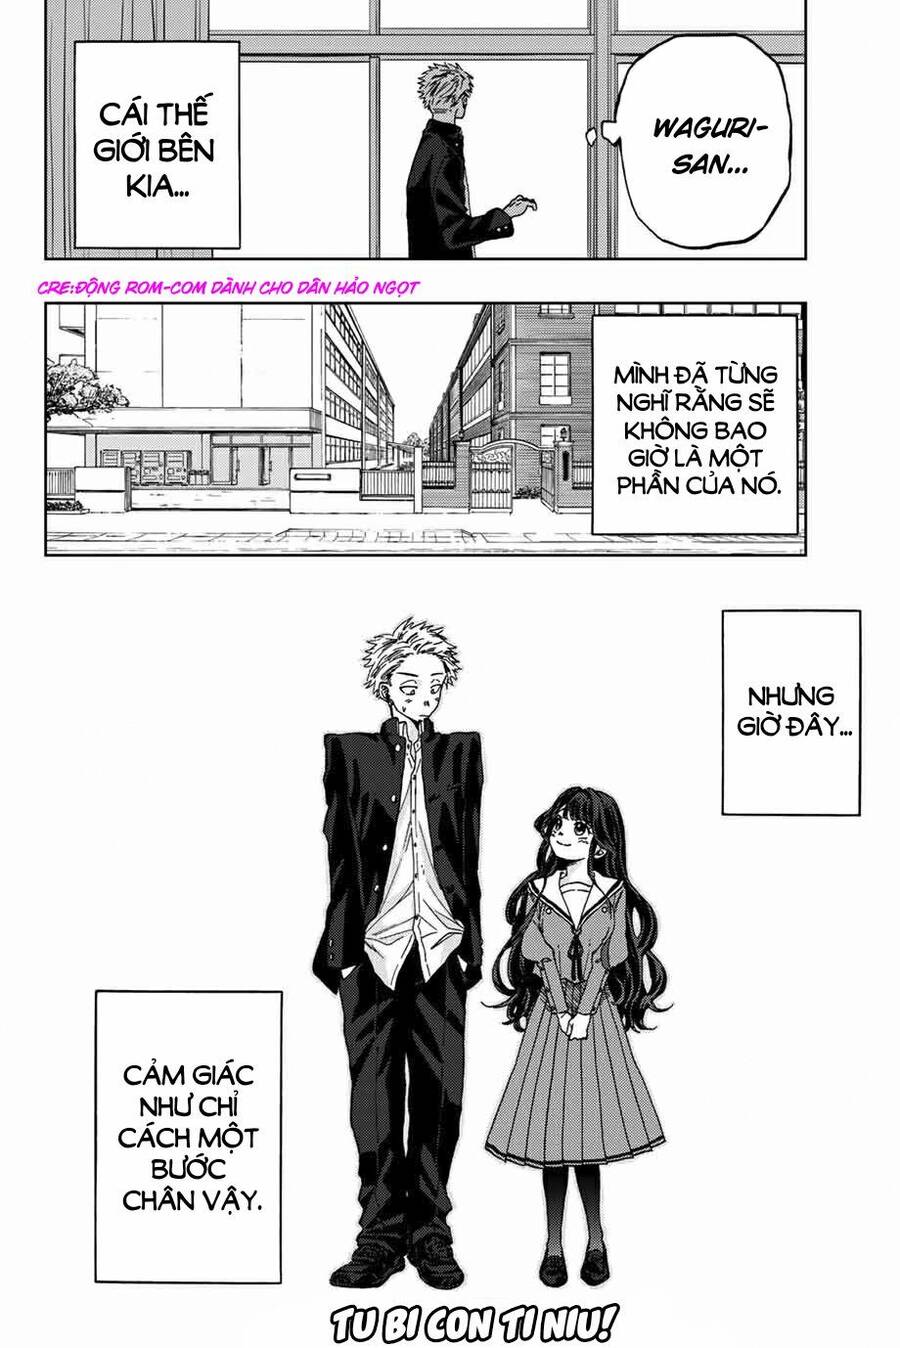 WAGURI-
SAN...
CÁI THẾ
GIỚI BÊN
KIA...
CRE:ĐỘNG ROM-COM DÀNH CHO DÂN HẢO NGỌT
MÌNH ĐÃ TỪNG
NGHĨ RẰNG SẼ
KHÔNG BAO
GIỜ LÀ MỘT
PHẦN CỦA NÓ.
NHƯNG
GIỜ ĐÂY...
CẢM GIÁC
NHƯ CHỈ
CÁCH MỘT
BƯỚC
CHÂN VẬY.
TU BI CON TI NIU!